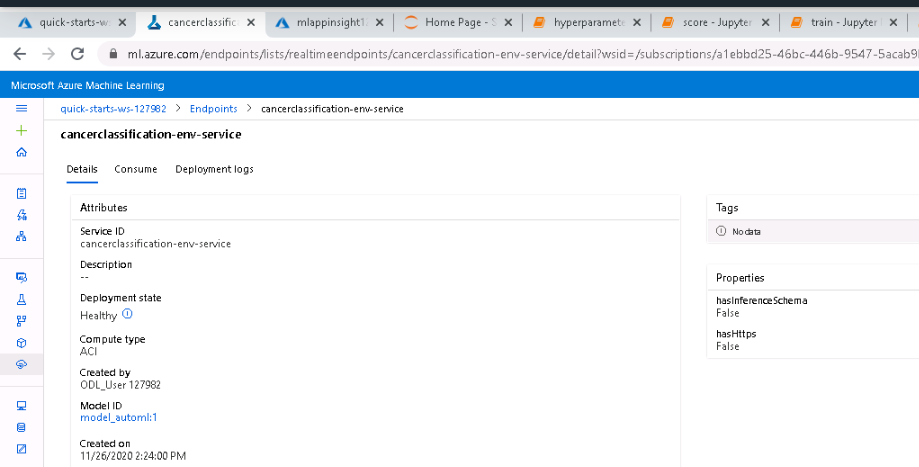 quick-starts-w
cancerclassific
mlappinsight1
Home Page - S
hyperparamete
score - Jupyter
train - Jupyter
ml.azure.com/endpoints/lists/realtimeendpoints/cancerclassification-env-service/detail?wsid=/subscriptions/a1ebbd25-46bc-446b-9547-5acab9
Microsoft Azure Machine Learning
quick-starts-ws-127982 > Endpoints > cancerclassification-env-service
cancerclassification-env-service
Details Consume Deployment logs
Attributes
Service ID
cancerclassification-env-service
Description
--
Deployment state
Healthy
Compute type
ACI
Created by
ODL_User 127982
Model ID
model_automl:1
Created on
11/26/2020 2:24:00 PM
Tags
No data
Properties
hasInferenceSchema
False
hasHttps
False